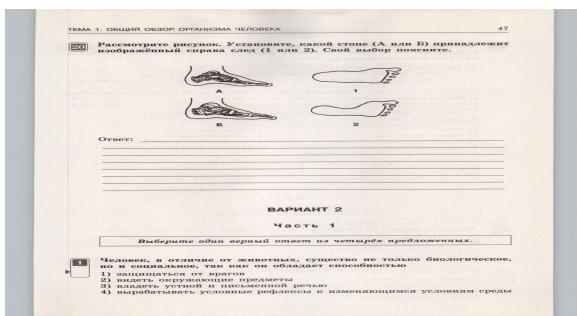 ТЕМА 1. ОБЩИЙ ОБЗОР ОРГАНИЗМА ЧЕЛОВЕКА 47
20 Рассмотрите рисунок. Установите, какой стопе (А или Б) принадлежит
изображённый справа след (1 или 2). Свой выбор поясните.
А 1
Б 2
Ответ:
ВАРИАНТ 2
Часть 1
Выберите один верный ответ из четырёх предложенных.
1 Человек, в отличие от животных, существо не только биологическое,
но и социальное, так как он обладает способностью
1) защищаться от врагов
2) видеть окружающие предметы
3) владеть устной и письменной речью
4) вырабатывать условные рефлексы к изменяющимся условиям среды